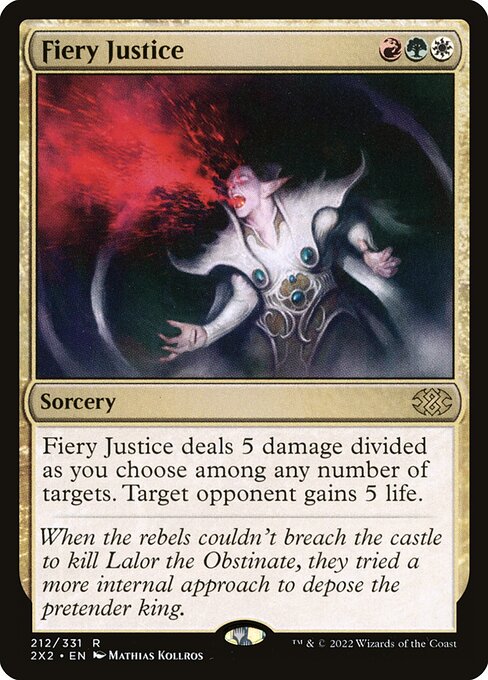 Fiery Justice
Sorcery
Fiery Justice deals 5 damage divided
as you choose among any number of
targets. Target opponent gains 5 life.
When the rebels couldn't breach the castle
to kill Lalor the Obstinate, they tried a
more internal approach to depose the
pretender king.
212/331 R
2X2 • EN Mathias Kollros
™ & © 2022 Wizards of the Coast